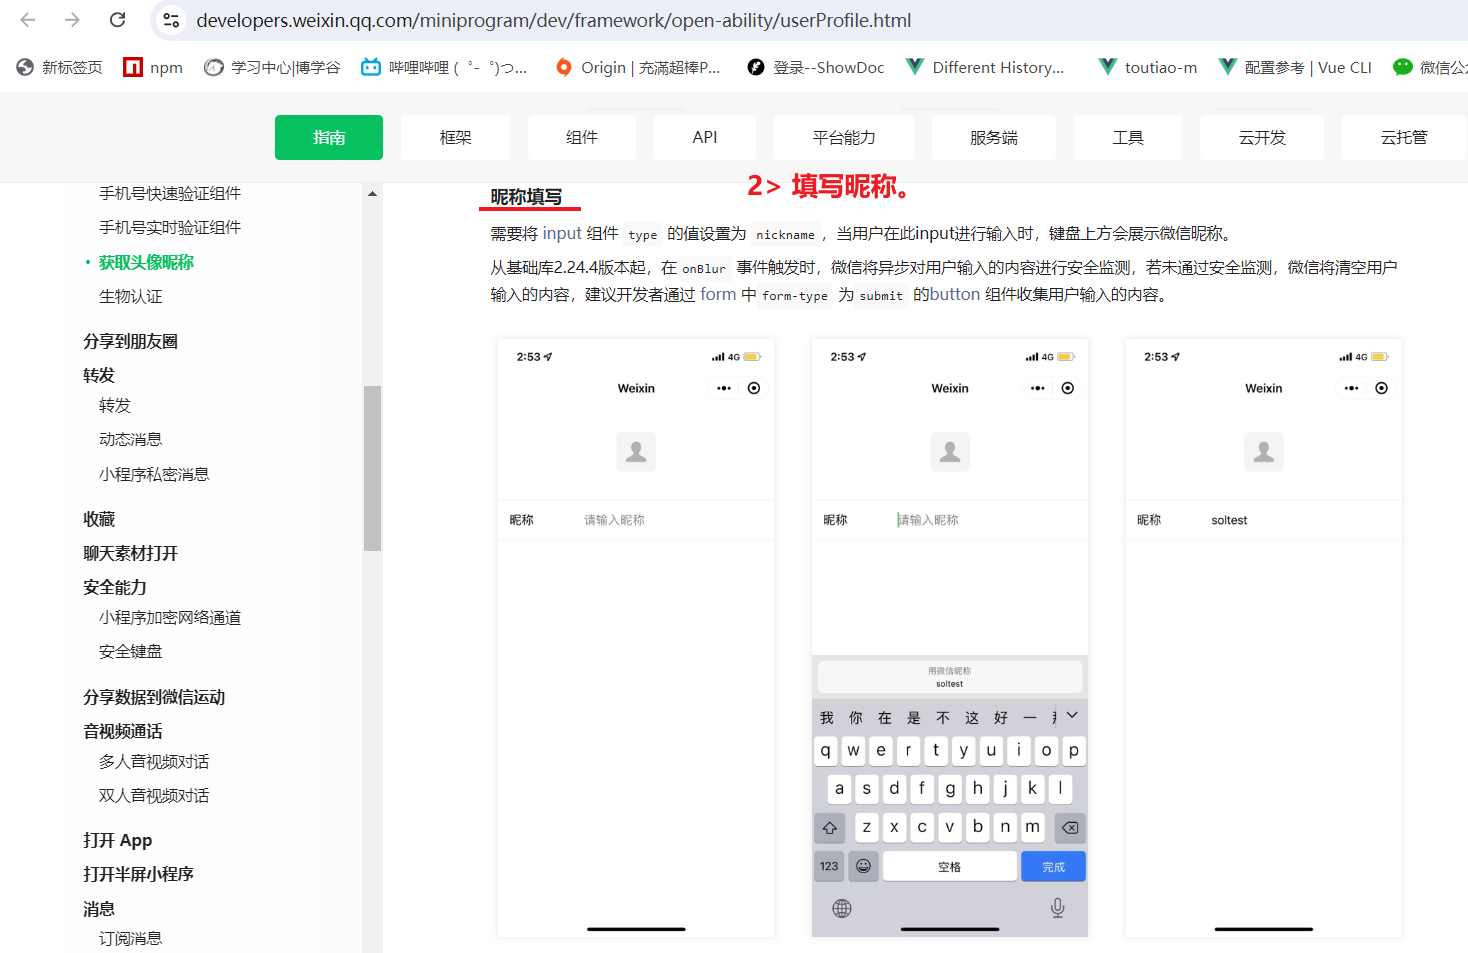 developers.weixin.qq.com/miniprogram/dev/framework/open-ability/userProfile.html
新标签页 npm 学习中心|博学谷 哔哩哔哩 (゜-゜)つ... Origin | 充满超棒P... 登录--ShowDoc Different History... toutiao-m 配置参考 | Vue CLI 微信公
指南 框架 组件 API 平台能力 服务端 工具 云开发 云托管
手机号快速验证组件
手机号实时验证组件
获取头像昵称
生物认证
分享到朋友圈
转发
转发
动态消息
小程序私密消息
收藏
聊天素材打开
安全能力
小程序加密网络通道
安全键盘
分享数据到微信运动
音视频通话
多人音视频对话
双人音视频对话
打开 App
打开半屏小程序
消息
订阅消息
2> 填写昵称。
昵称填写
需要将 input 组件 type 的值设置为 nickname ，当用户在此input进行输入时，键盘上方会展示微信昵称。
从基础库2.24.4版本起，在 onBlur 事件触发时，微信将异步对用户输入的内容进行安全监测，若未通过安全监测，微信将清空用户
输入的内容，建议开发者通过 form 中 form-type 为 submit 的button 组件收集用户输入的内容。
2:53 4G
Weixin
昵称 请输入昵称
2:53 4G
Weixin
昵称 请输入昵称
用微信昵称
soltest
我 你 在 是 不 这 好 一
q w e r t y u i o p
a s d f g h j k l
z x c v b n m
123 空格 完成
2:53 4G
Weixin
昵称 soltest